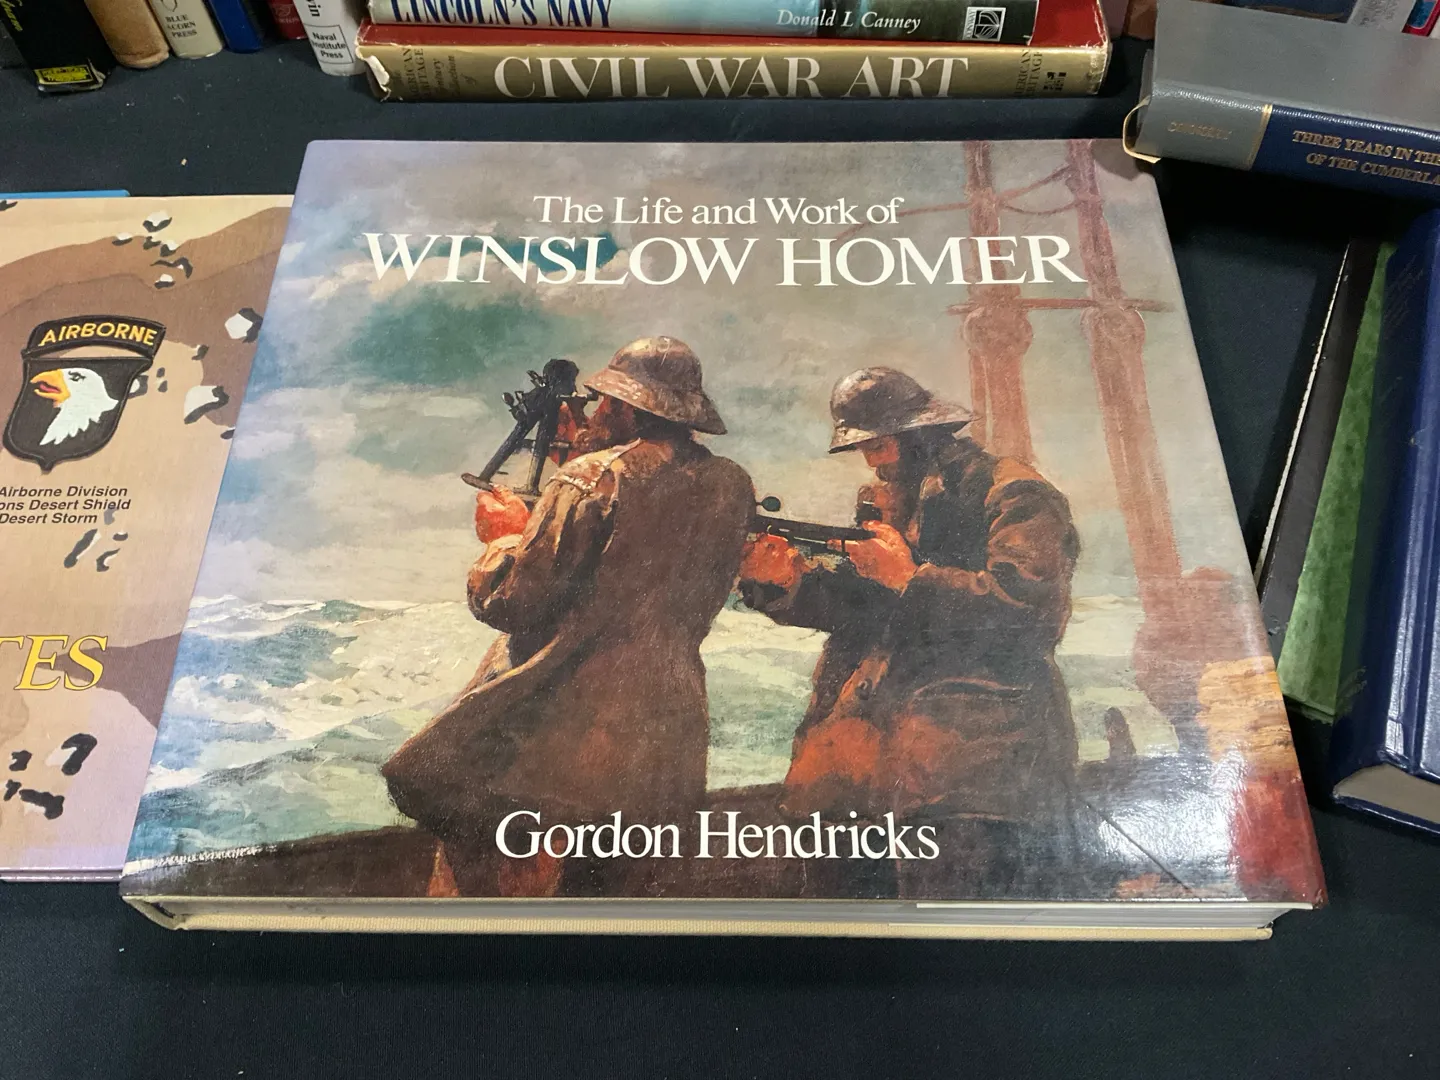 BLUE
ACORN
PRESS
Naval
Institute
Press
LINCOLN'S NAVY
Donald L Canney
CIVIL WAR ART
THREE YEARS IN THE
OF THE CUMBERLA
The Life and Work of
WINSLOW HOMER
Gordon Hendricks
AIRBORNE
Airborne Division
ons Desert Shield
Desert Storm
TES